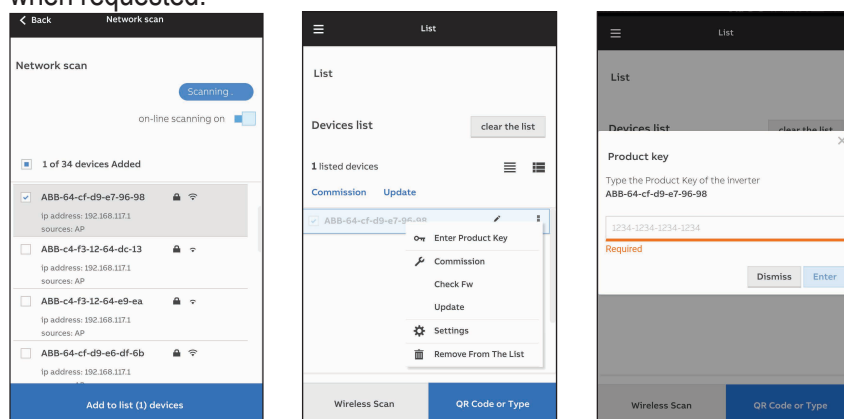 when requested.
Back Network scan
Network scan
Scanning..
on-line scanning on
1 of 34 devices Added
ABB-64-cf-d9-e7-96-98
ip address: 192.168.117.1
sources: AP
ABB-c4-f3-12-64-dc-13
ip address: 192.168.117.1
sources: AP
ABB-c4-f3-12-64-e9-ea
ip address: 192.168.117.1
sources: AP
ABB-64-cf-d9-e6-df-6b
ip address: 192.168.117.1
Add to list (1) devices
List
List
Devices list clear the list
1 listed devices
Commission Update
ABB-64-cf-d9-e7-96-98
Enter Product Key
Commission
Check Fw
Update
Settings
Remove From The List
Wireless Scan QR Code or Type
List
List
Devices list clear the list
Product key
Type the Product Key of the inverter
ABB-64-cf-d9-e7-96-98
1234-1234-1234-1234
Required
Dismiss Enter
Wireless Scan QR Code or Type